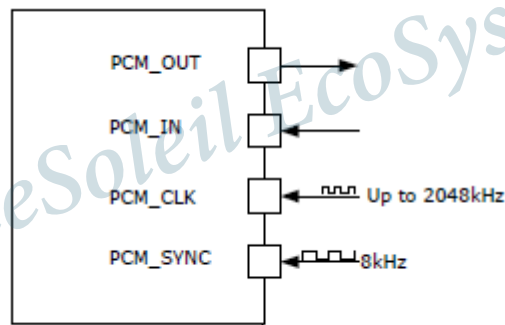 PCM_OUT
PCM_IN
PCM_CLK
Up to 2048kHz
PCM_SYNC
8kHz
eSoleil EcoSys